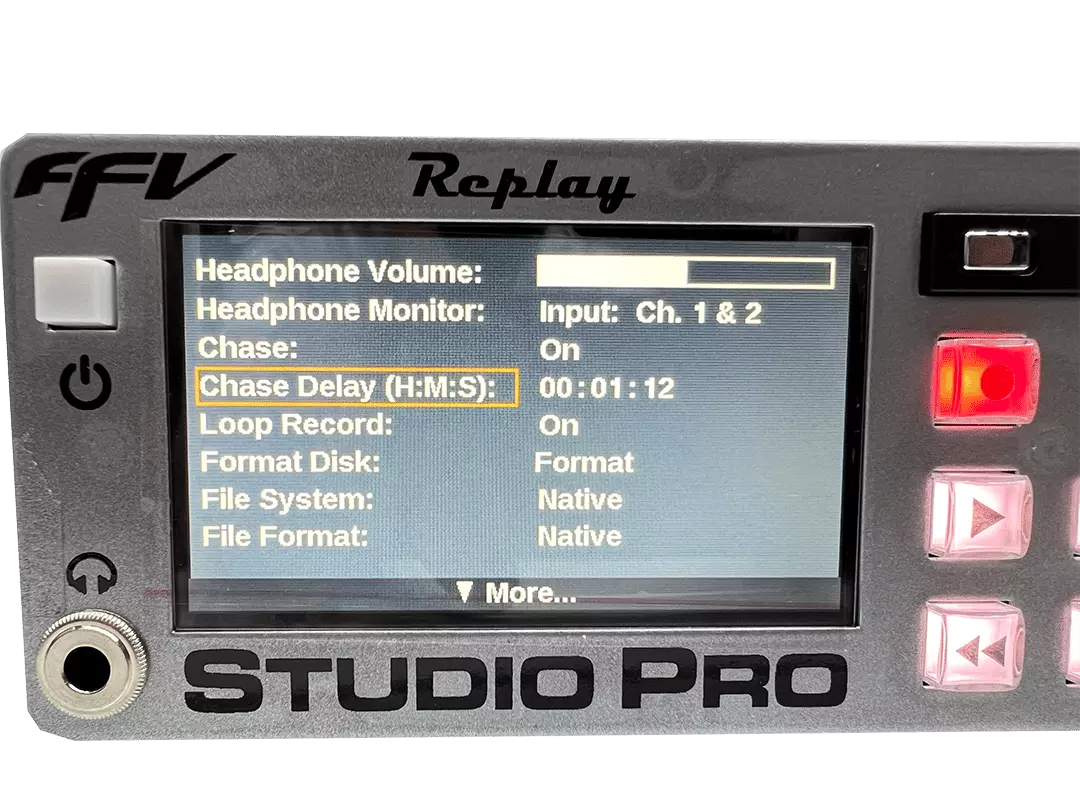 FFV
Replay
Headphone Volume:
Headphone Monitor: Input: Ch. 1 & 2
Chase: On
Chase Delay (H:M:S): 00:01:12
Loop Record: On
Format Disk: Format
File System: Native
File Format: Native
▼ More...
STUDIO PRO